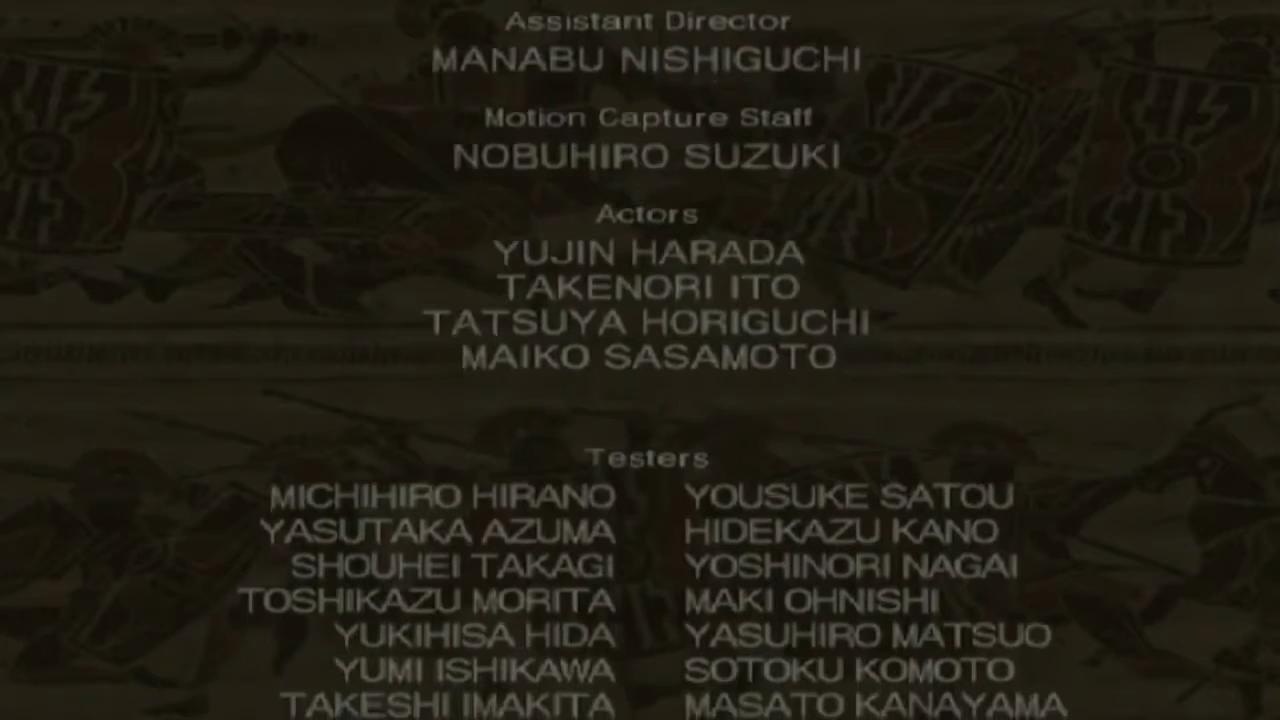 Assistant Director
MANABU NISHIGUCHI
Motion Capture Staff
NOBUHIRO SUZUKI
Actors
YUJIN HARADA
TAKENORI ITO
TATSUYA HORIGUCHI
MAIKO SASAMOTO
Testers
MICHIHIRO HIRANO YOUSUKE SATOU
YASUTAKA AZUMA HIDEKAZU KANO
SHOUHEI TAKAGI YOSHINORI NAGAI
TOSHIKAZU MORITA MAKI OHNISHI
YUKIHISA HIDA YASUHIRO MATSUO
YUMI ISHIKAWA SOTOKU KOMOTO
TAKESHI IMAKITA MASATO KANAYAMA